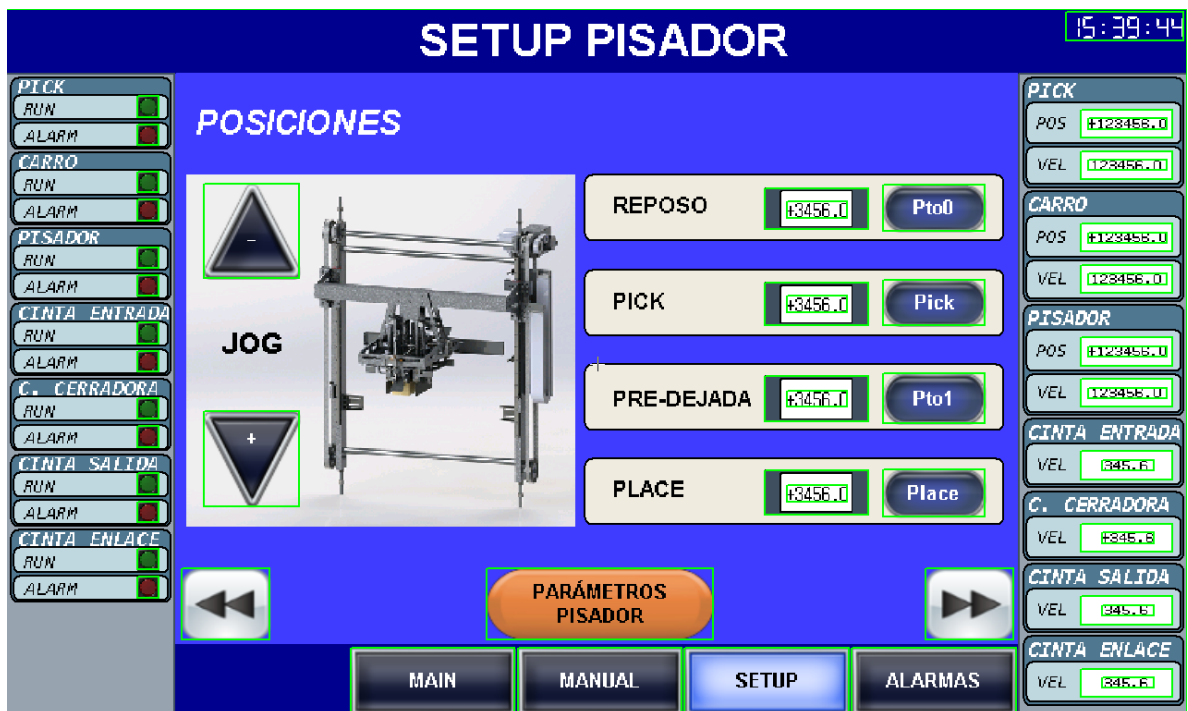 SETUP PISADOR
15:39:44
PICK
RUN
ALARM
CARRO
RUN
ALARM
PISADOR
RUN
ALARM
CINTA ENTRADA
RUN
ALARM
C. CERRADORA
RUN
ALARM
CINTA SALIDA
RUN
ALARM
CINTA ENLACE
RUN
ALARM
POSICIONES
-
JOG
+
REPOSO +3456.0 Pto0
PICK +3456.0 Pick
PRE-DEJADA +3456.0 Pto1
PLACE +3456.0 Place
PARÁMETROS
PISADOR
MAIN MANUAL SETUP ALARMAS
PICK
POS +123456.0
VEL 123456.0
CARRO
POS +123456.0
VEL 123456.0
PISADOR
POS +123456.0
VEL 123456.0
CINTA ENTRADA
VEL 345.6
C. CERRADORA
VEL +345.6
CINTA SALIDA
VEL 345.6
CINTA ENLACE
VEL 345.6